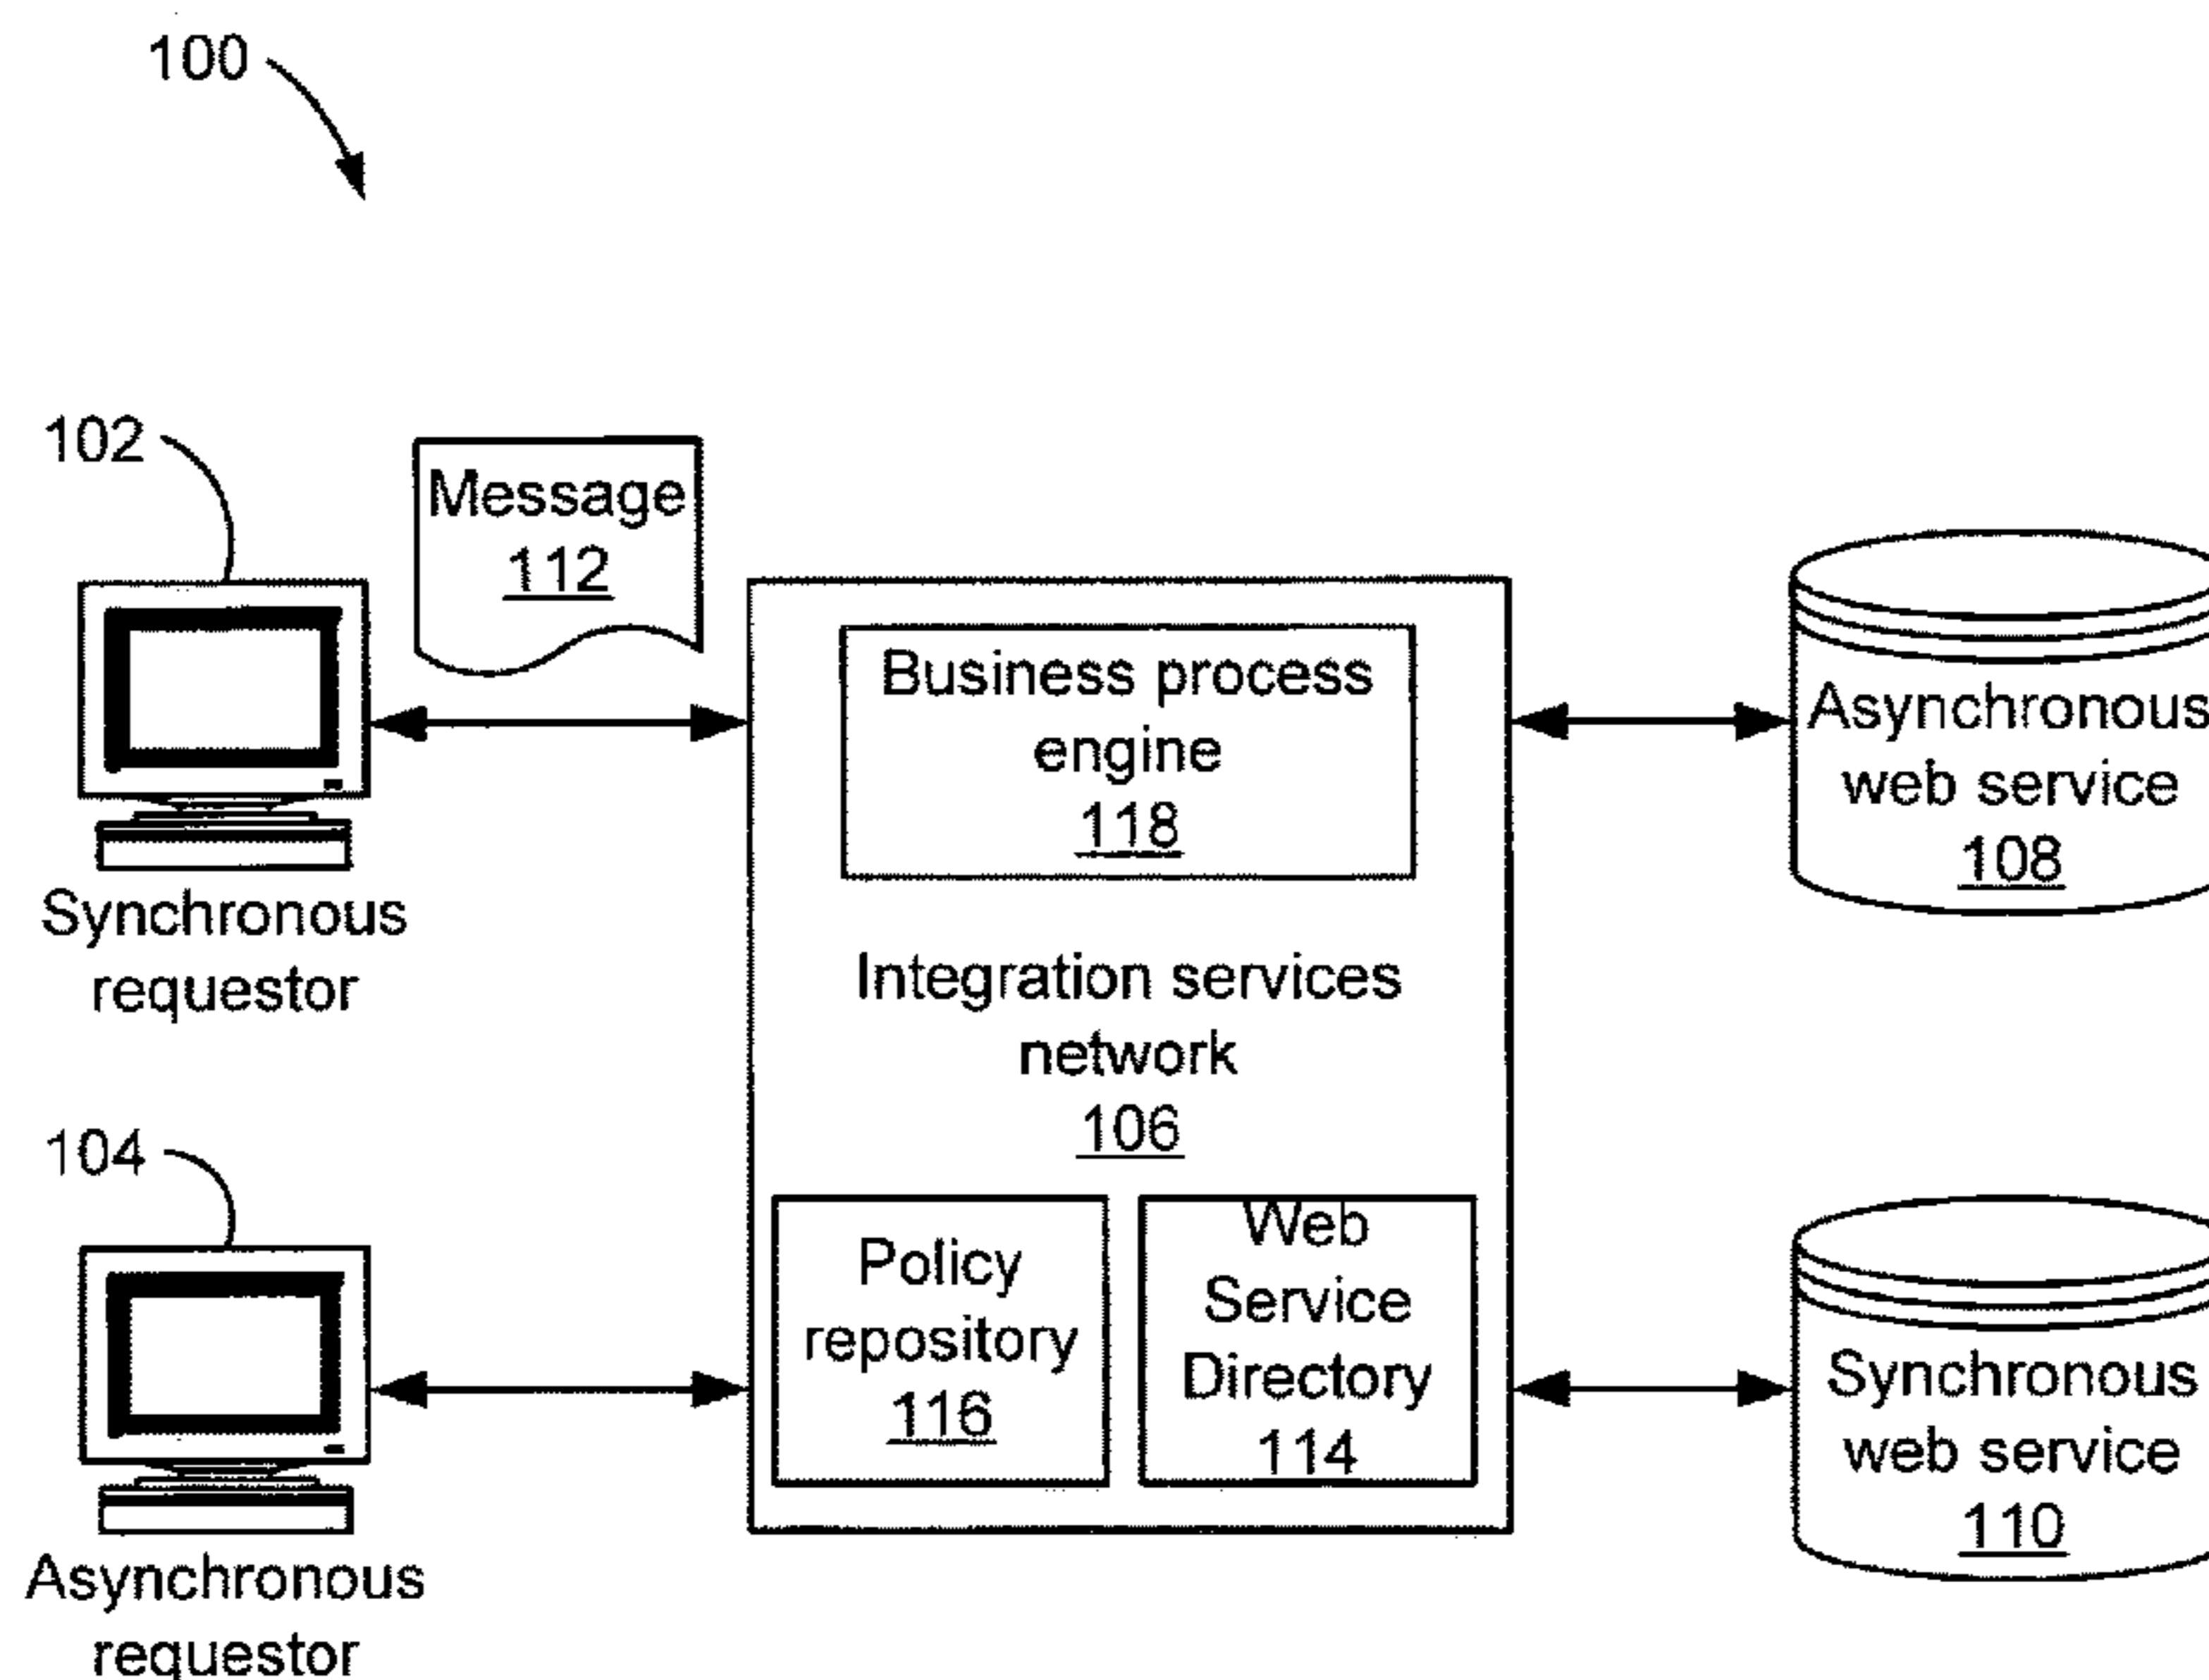 100
102
Message
112
Synchronous
requestor
Business process
engine
118
Integration services
network
106
Asynchronous
web service
108
104
Asynchronous
requestor
Policy
repository
116
Web
Service
Directory
114
Synchronous
web service
110